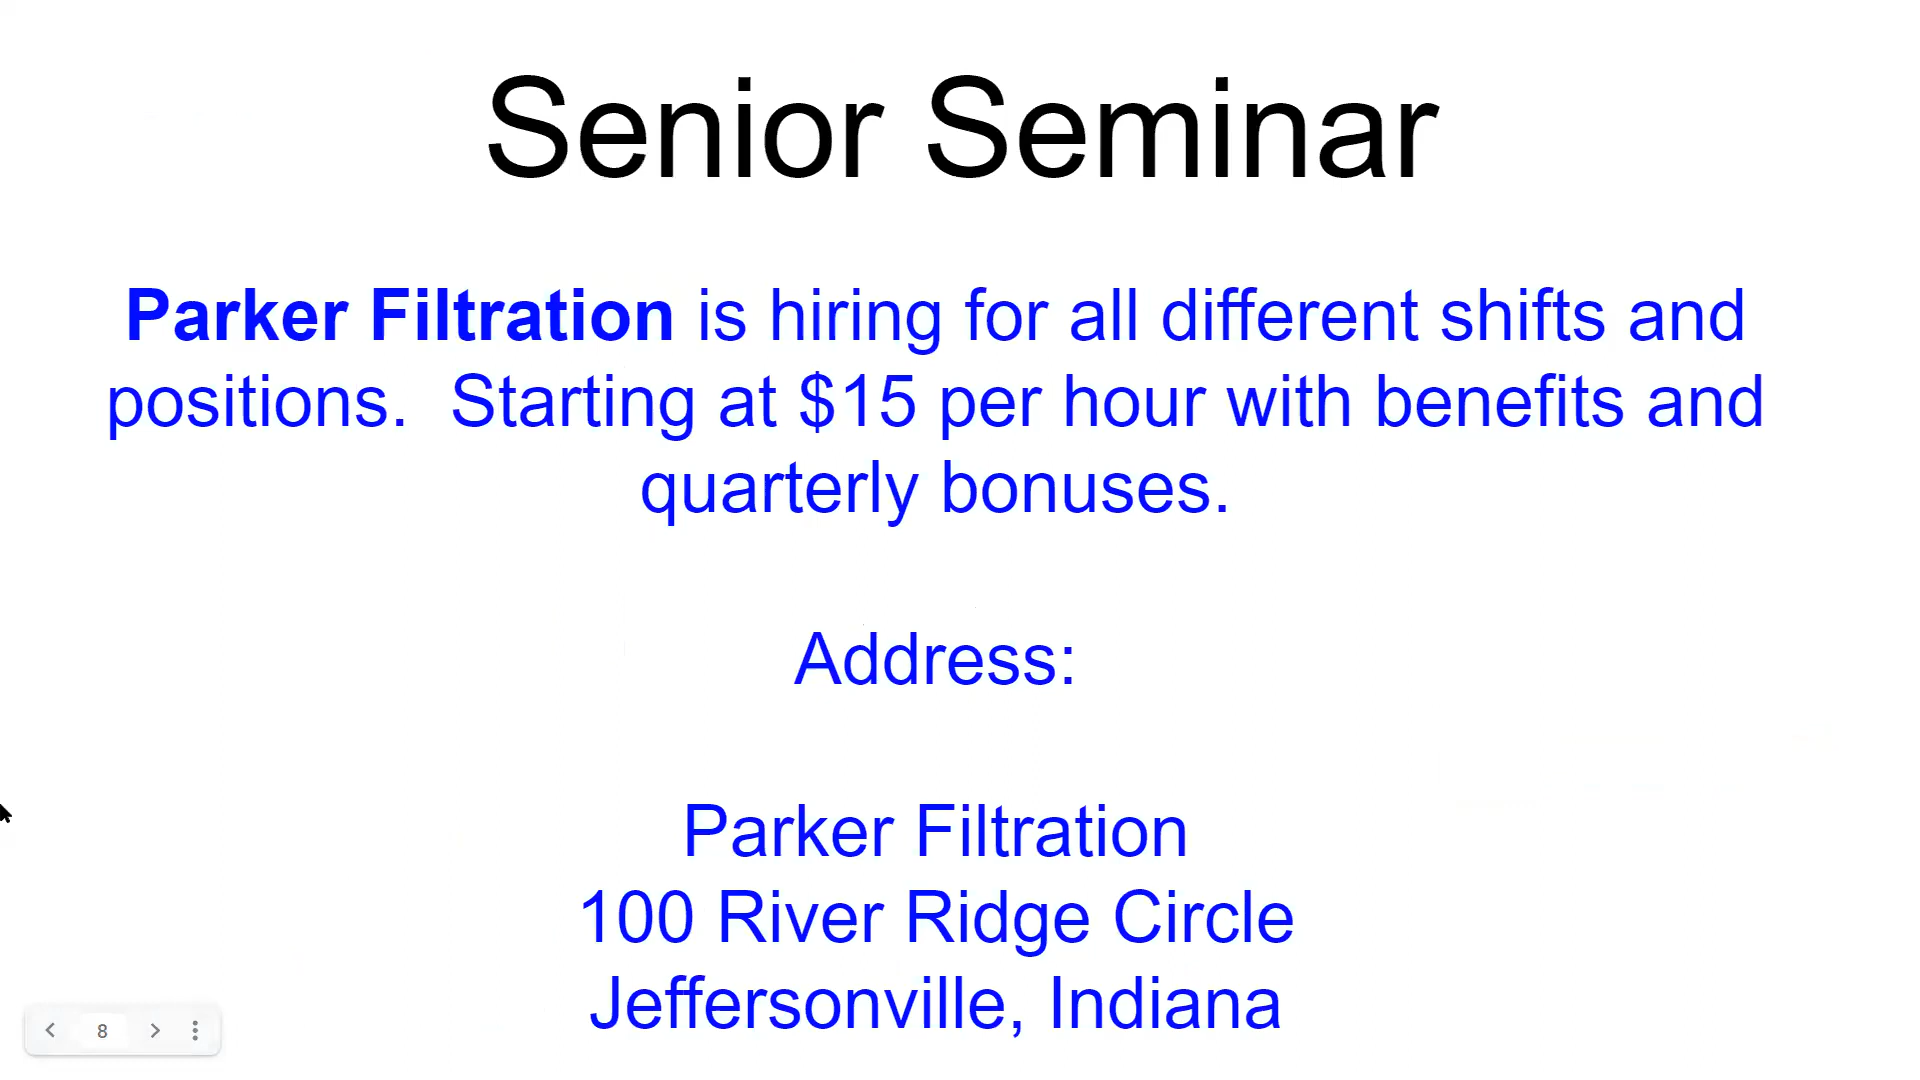 Senior Seminar
Parker Filtration is hiring for all different shifts and
positions.  Starting at $15 per hour with benefits and
quarterly bonuses.
Address:
Parker Filtration
100 River Ridge Circle
Jeffersonville, Indiana
8